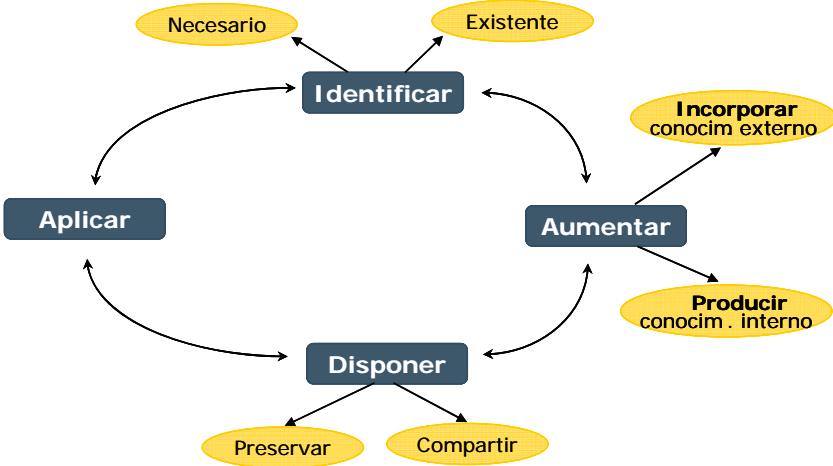 Necesario
Existente
Identificar
Incorporar
conocim externo
Aplicar
Aumentar
Producir
conocim. interno
Disponer
Preservar
Compartir